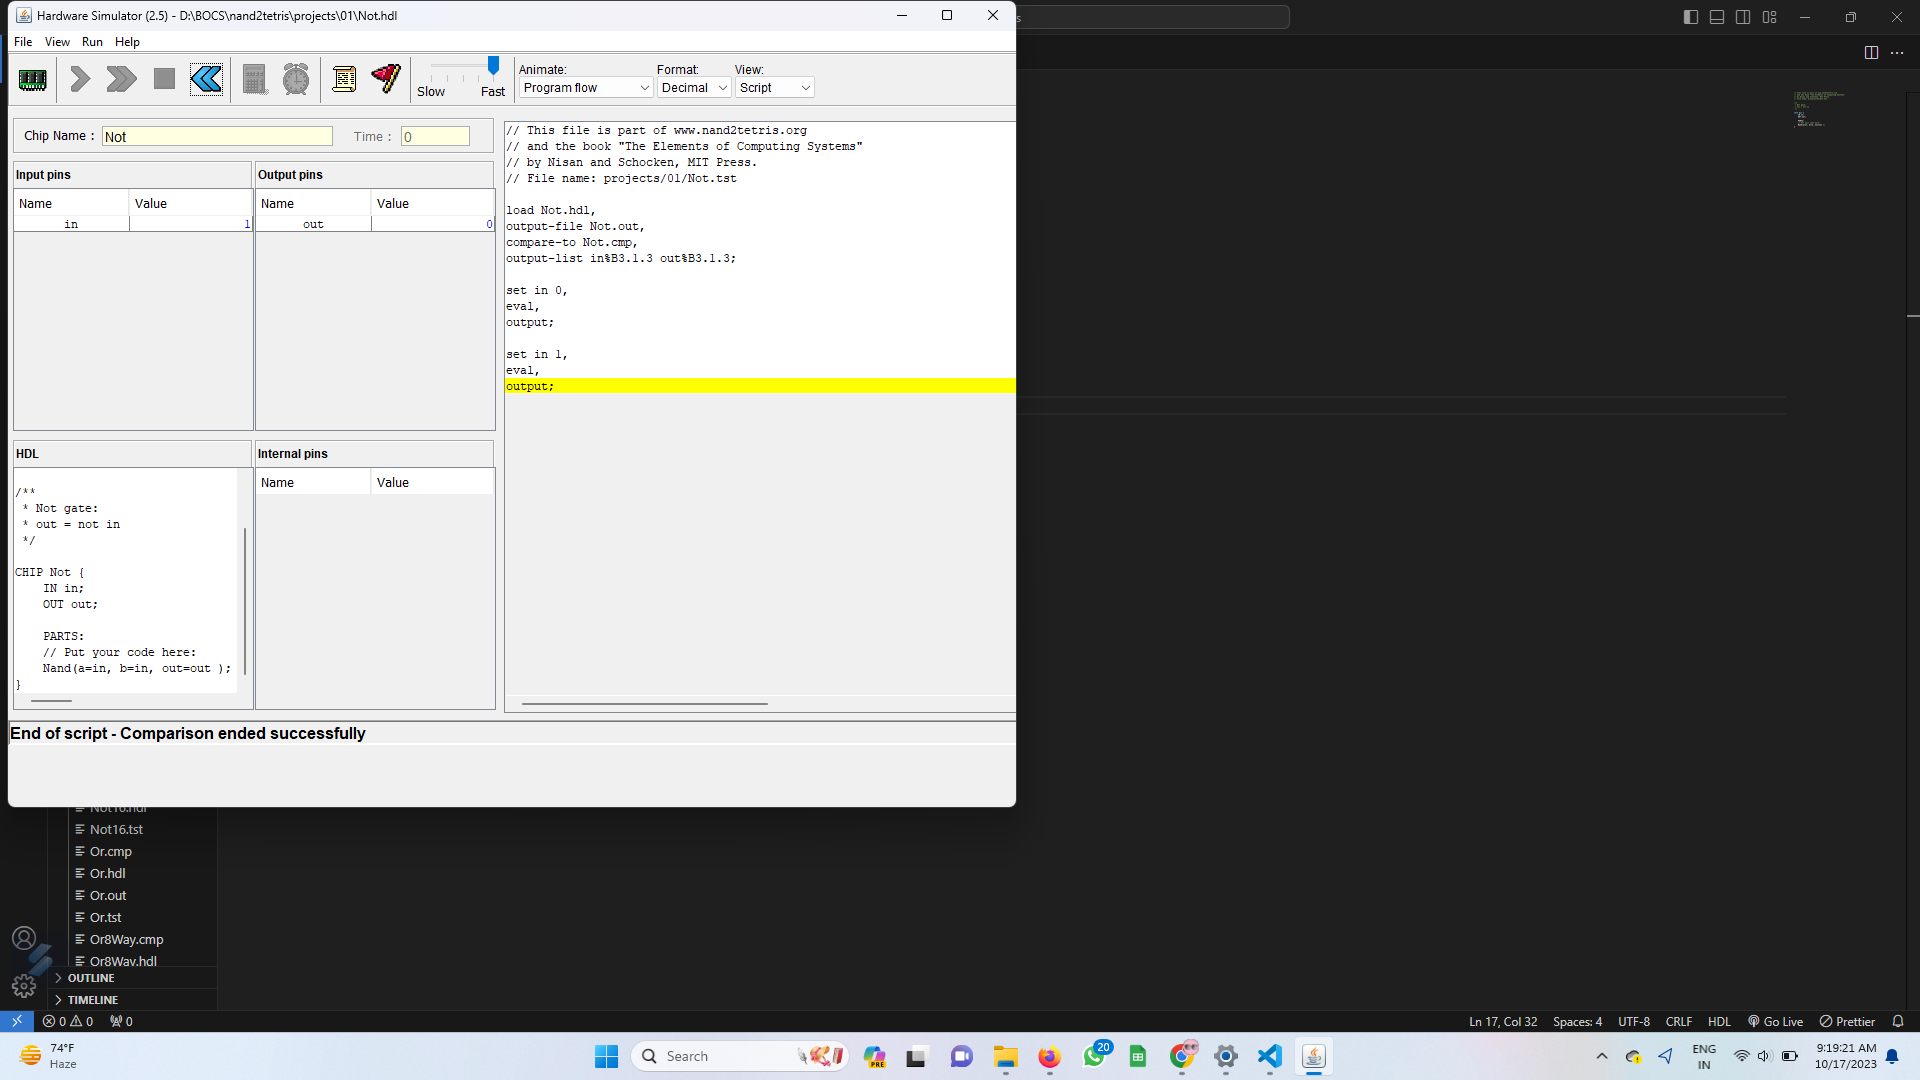 Hardware Simulator (2.5) - D:\BOCS\nand2tetris\projects\01\Not.hdl
File View Run Help
Slow Fast
Animate: Format: View:
Program flow Decimal Script
Chip Name : Not Time : 0
Input pins Output pins
Name Value Name Value
in 1 out 0
// This file is part of www.nand2tetris.org
// and the book "The Elements of Computing Systems"
// by Nisan and Schocken, MIT Press.
// File name: projects/01/Not.tst
load Not.hdl,
output-file Not.out,
compare-to Not.cmp,
output-list in%B3.1.3 out%B3.1.3;
set in 0,
eval,
output;
set in 1,
eval,
output;
HDL Internal pins
Name Value
/**
* Not gate:
* out = not in
*/
CHIP Not {
IN in;
OUT out;
PARTS:
// Put your code here:
Nand(a=in, b=in, out=out );
}
End of script - Comparison ended successfully
Not16.hdl
Not16.tst
Or.cmp
Or.hdl
Or.out
Or.tst
Or8Way.cmp
Or8Way.hdl
OUTLINE
TIMELINE
0 0 0 Ln 17, Col 32 Spaces: 4 UTF-8 CRLF HDL Go Live Prettier
74°F
Haze
Search
PRE
20
ENG
IN
9:19:21 AM
10/17/2023